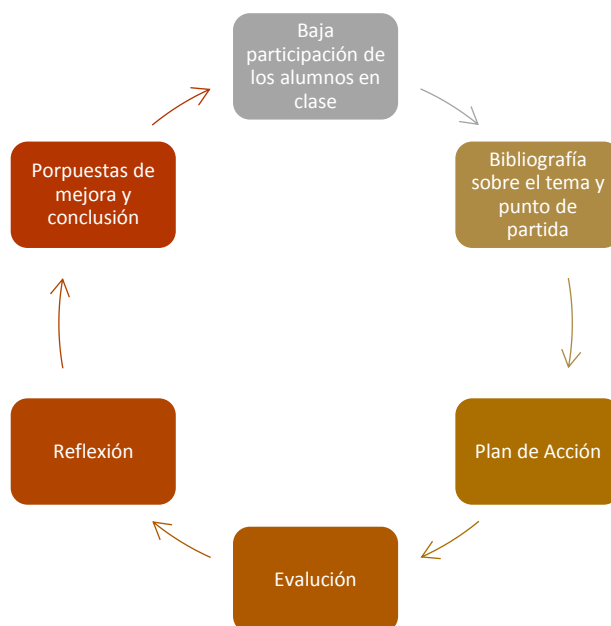 Baja
participación de
los alumnos en
clase
Bibliografía
sobre el tema y
punto de
partida
Plan de Acción
Evalución
Reflexión
Porpuestas de
mejora y
conclusión